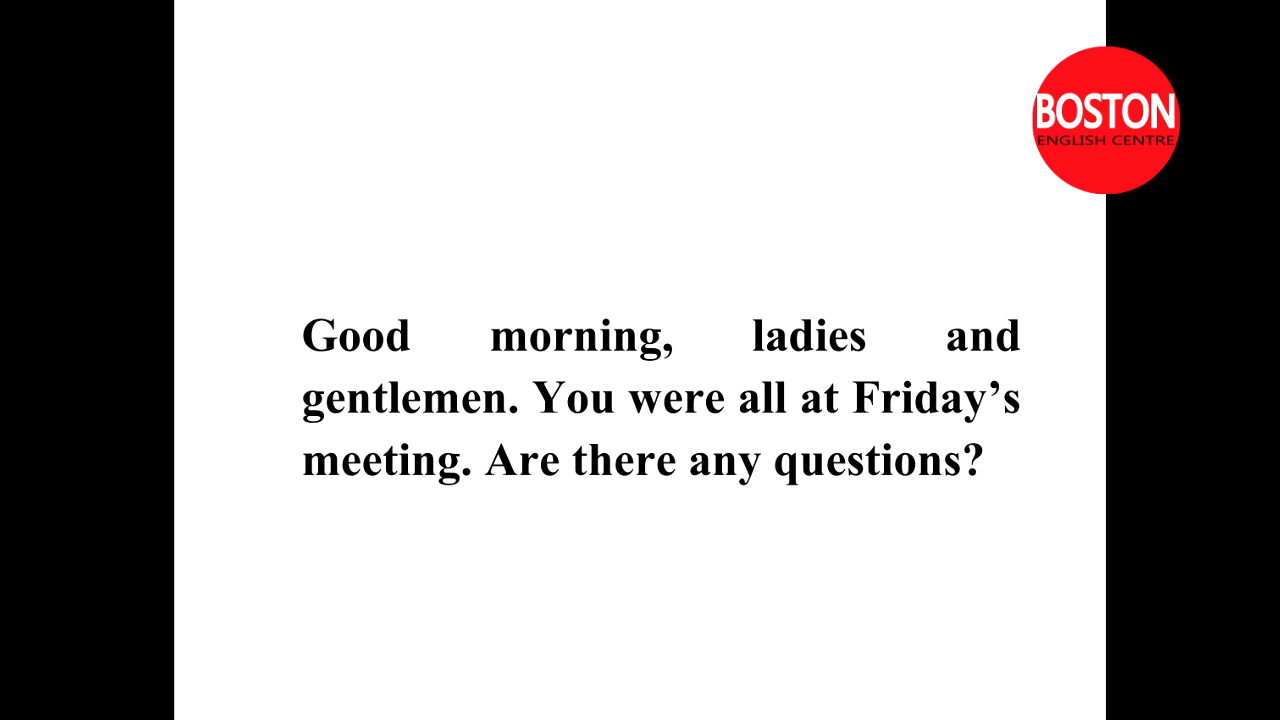 BOSTON
ENGLISH CENTRE
Good morning, ladies and
gentlemen. You were all at Friday’s
meeting. Are there any questions?